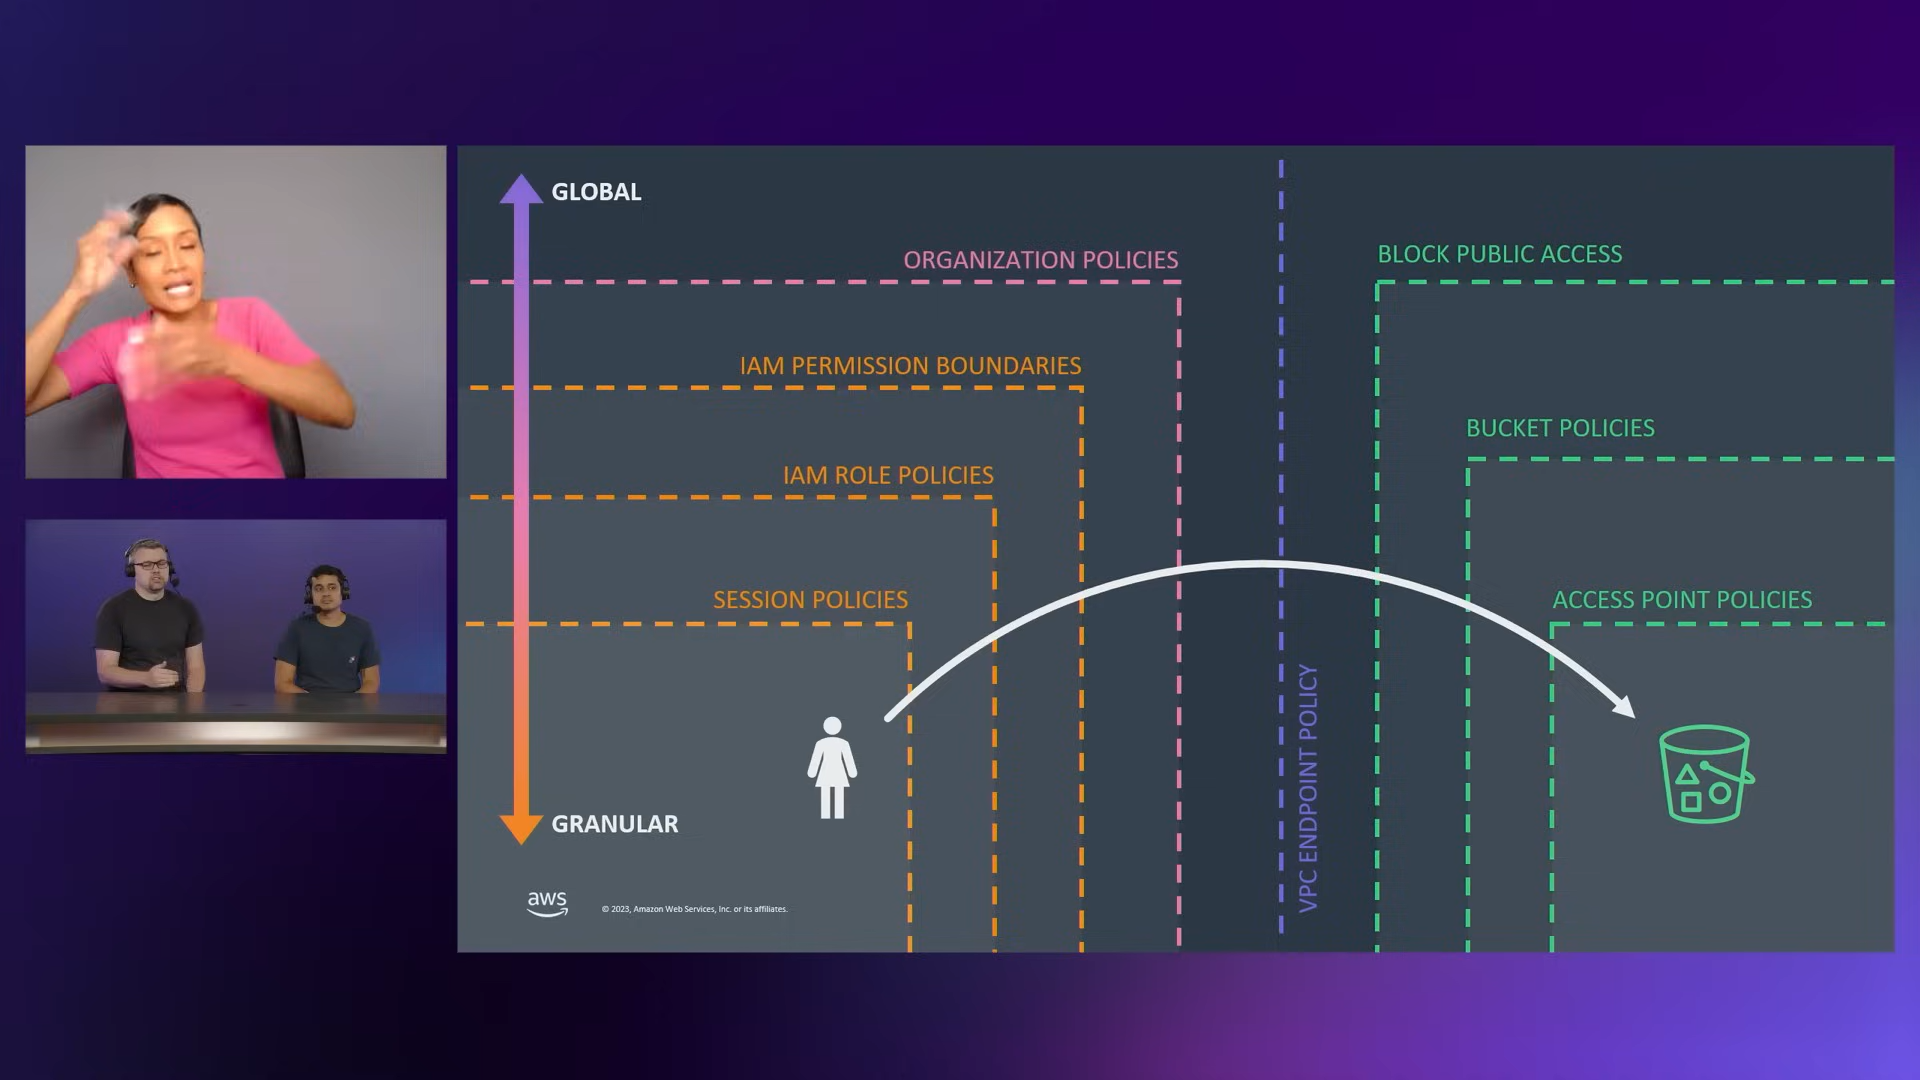 GLOBAL
ORGANIZATION POLICIES
BLOCK PUBLIC ACCESS
IAM PERMISSION BOUNDARIES
BUCKET POLICIES
IAM ROLE POLICIES
SESSION POLICIES
ACCESS POINT POLICIES
VPC ENDPOINT POLICY
GRANULAR
aws
© 2023, Amazon Web Services, Inc. or its affiliates.